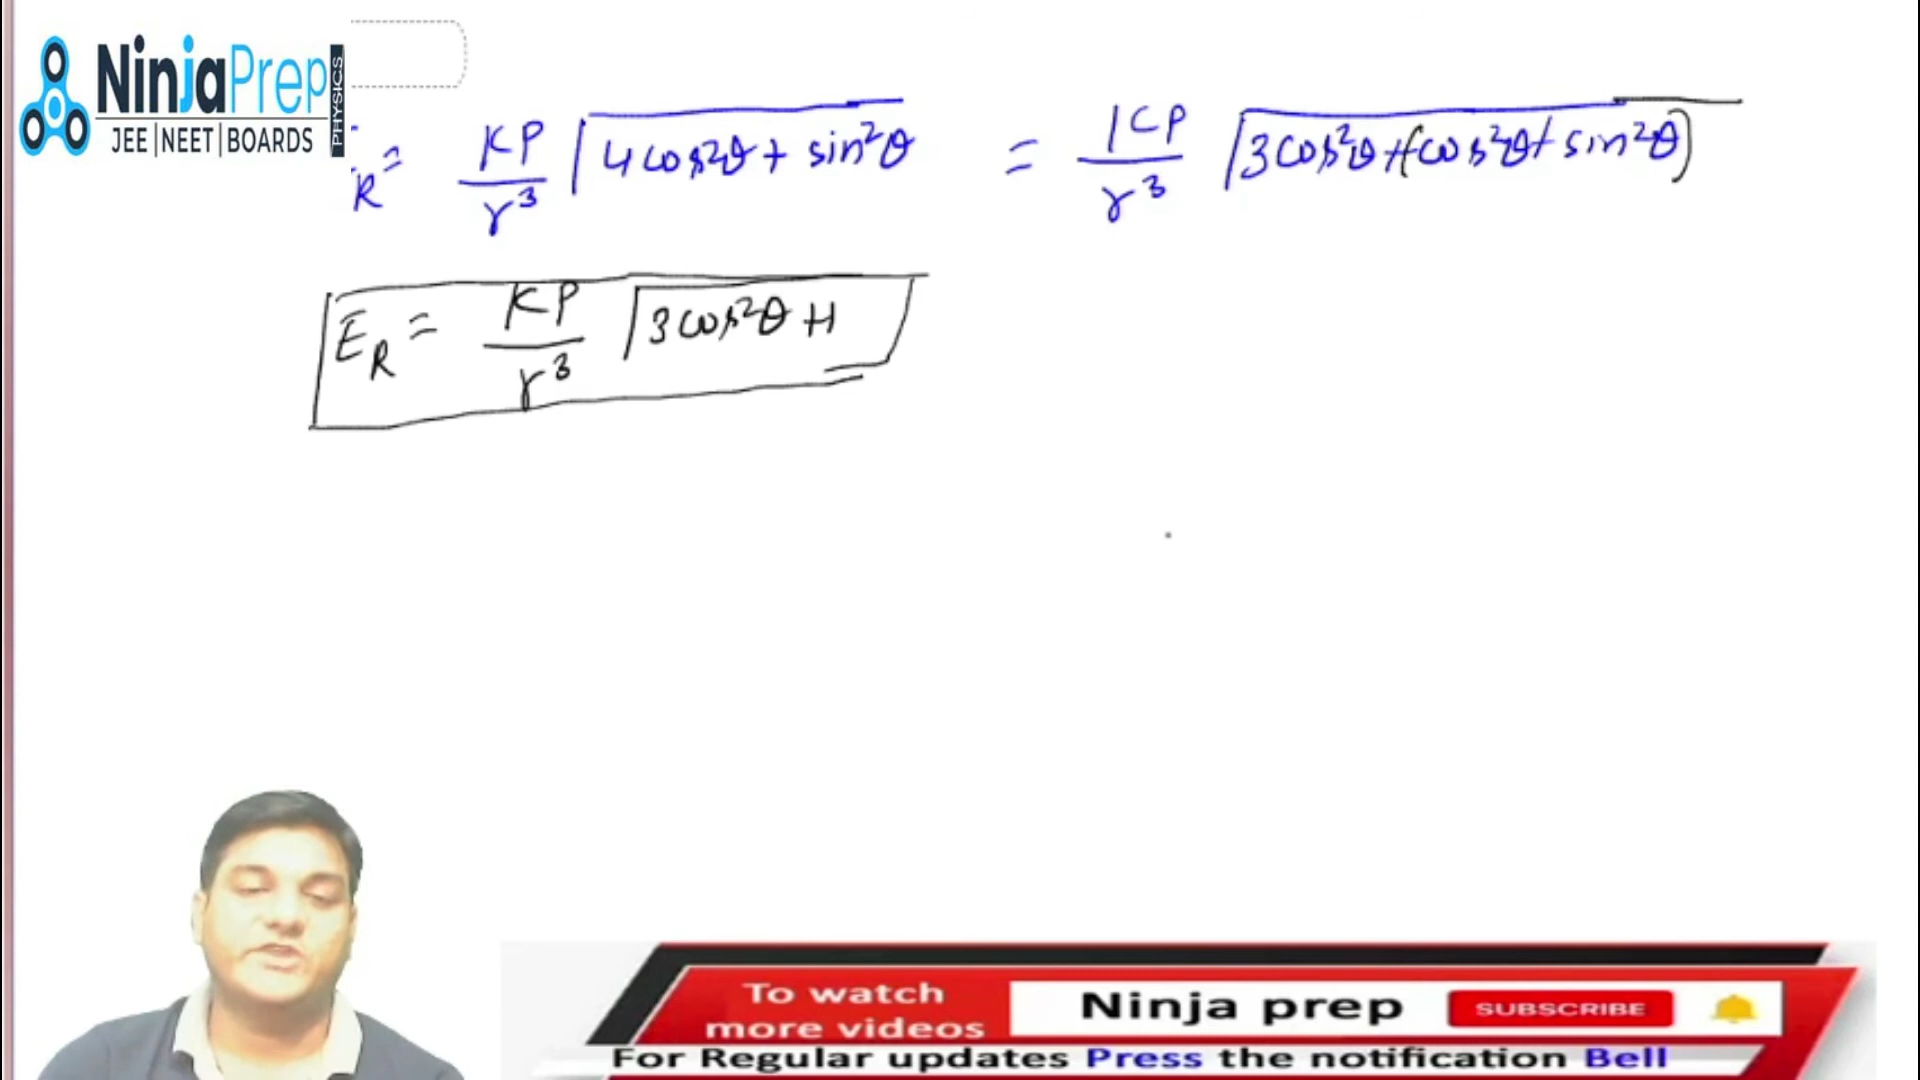 NinjaPrep
PHYSICS
JEE|NEET|BOARDS
R = KP/r³ √4cos²θ + sin²θ = KP/r³ √3cos²θ + (cos²θ + sin²θ)
E_R = KP/r³ √3cos²θ +1
To watch
more videos
Ninja prep
SUBSCRIBE
For Regular updates Press the notification Bell